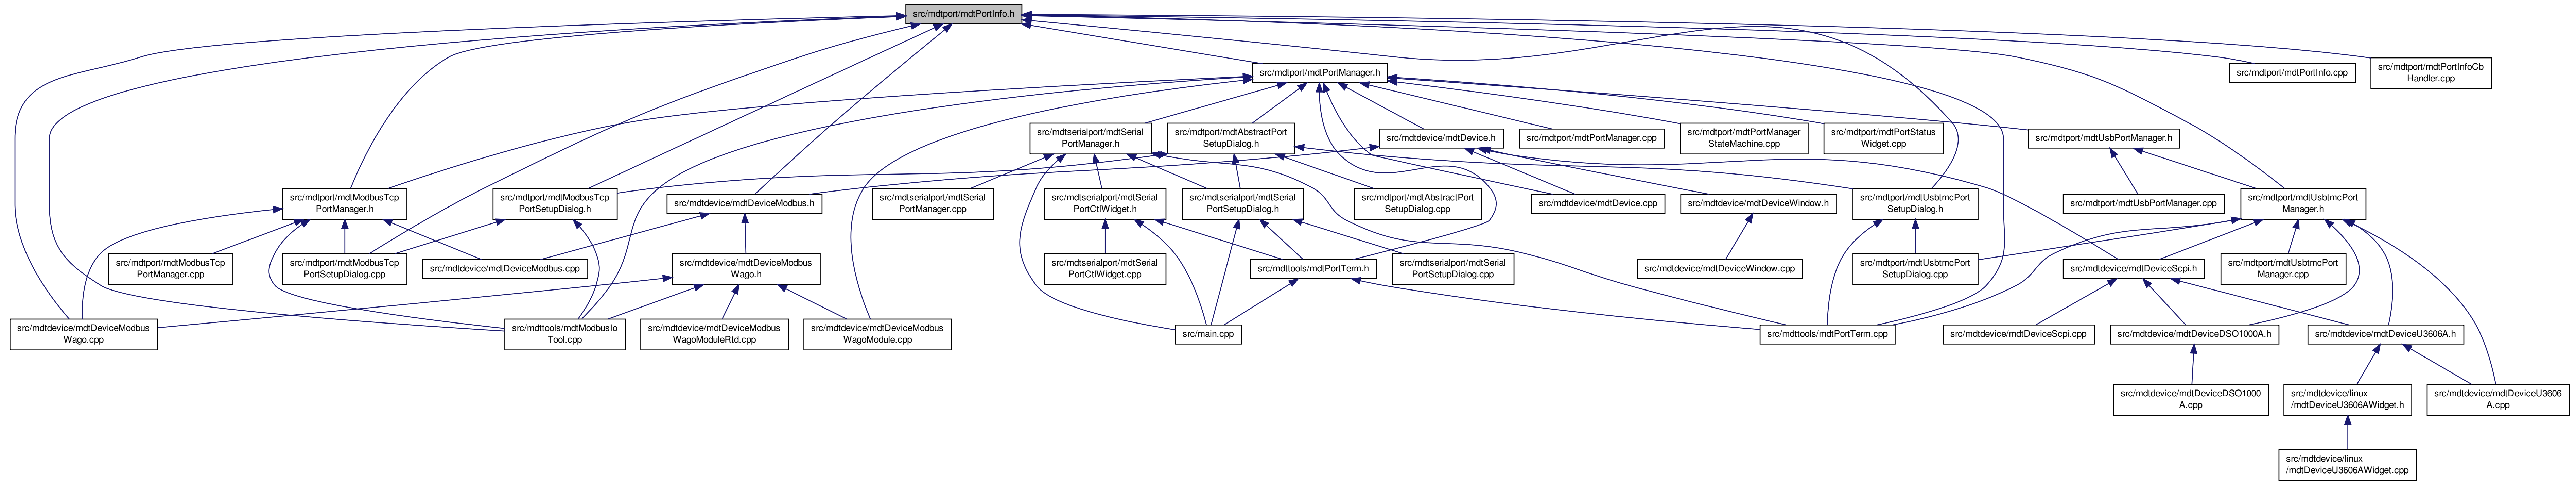 src/mdtport/mdtPortInfo.h
src/mdtport/mdtPortManager.h
src/mdtport/mdtPortInfo.cpp
src/mdtport/mdtPortInfoCb
Handler.cpp
src/mdtserialport/mdtSerial
PortManager.h
src/mdtport/mdtAbstractPort
SetupDialog.h
src/mdtdevice/mdtDevice.h
src/mdtport/mdtPortManager.cpp
src/mdtport/mdtPortManager
StateMachine.cpp
src/mdtport/mdtPortStatus
Widget.cpp
src/mdtport/mdtUsbPortManager.h
src/mdtport/mdtModbusTcp
PortManager.h
src/mdtport/mdtModbusTcp
PortSetupDialog.h
src/mdtdevice/mdtDeviceModbus.h
src/mdtserialport/mdtSerial
PortManager.cpp
src/mdtserialport/mdtSerial
PortCtlWidget.h
src/mdtserialport/mdtSerial
PortSetupDialog.h
src/mdtport/mdtAbstractPort
SetupDialog.cpp
src/mdtdevice/mdtDevice.cpp
src/mdtdevice/mdtDeviceWindow.h
src/mdtport/mdtUsbtmcPort
SetupDialog.h
src/mdtport/mdtUsbPortManager.cpp
src/mdtport/mdtUsbtmcPort
Manager.h
src/mdtport/mdtModbusTcp
PortManager.cpp
src/mdtport/mdtModbusTcp
PortSetupDialog.cpp
src/mdtdevice/mdtDeviceModbus.cpp
src/mdtdevice/mdtDeviceModbus
Wago.h
src/mdtserialport/mdtSerial
PortCtlWidget.cpp
src/mdttools/mdtPortTerm.h
src/mdtserialport/mdtSerial
PortSetupDialog.cpp
src/mdtdevice/mdtDeviceWindow.cpp
src/mdtport/mdtUsbtmcPort
SetupDialog.cpp
src/mdtdevice/mdtDeviceScpi.h
src/mdtport/mdtUsbtmcPort
Manager.cpp
src/mdtdevice/mdtDeviceModbus
Wago.cpp
src/mdttools/mdtModbusIo
Tool.cpp
src/mdtdevice/mdtDeviceModbus
WagoModuleRtd.cpp
src/mdtdevice/mdtDeviceModbus
WagoModule.cpp
src/main.cpp
src/mdttools/mdtPortTerm.cpp
src/mdtdevice/mdtDeviceScpi.cpp
src/mdtdevice/mdtDeviceDSO1000A.h
src/mdtdevice/mdtDeviceU3606A.h
src/mdtdevice/mdtDeviceDSO1000
A.cpp
src/mdtdevice/linux
/mdtDeviceU3606AWidget.h
src/mdtdevice/mdtDeviceU3606
A.cpp
src/mdtdevice/linux
/mdtDeviceU3606AWidget.cpp